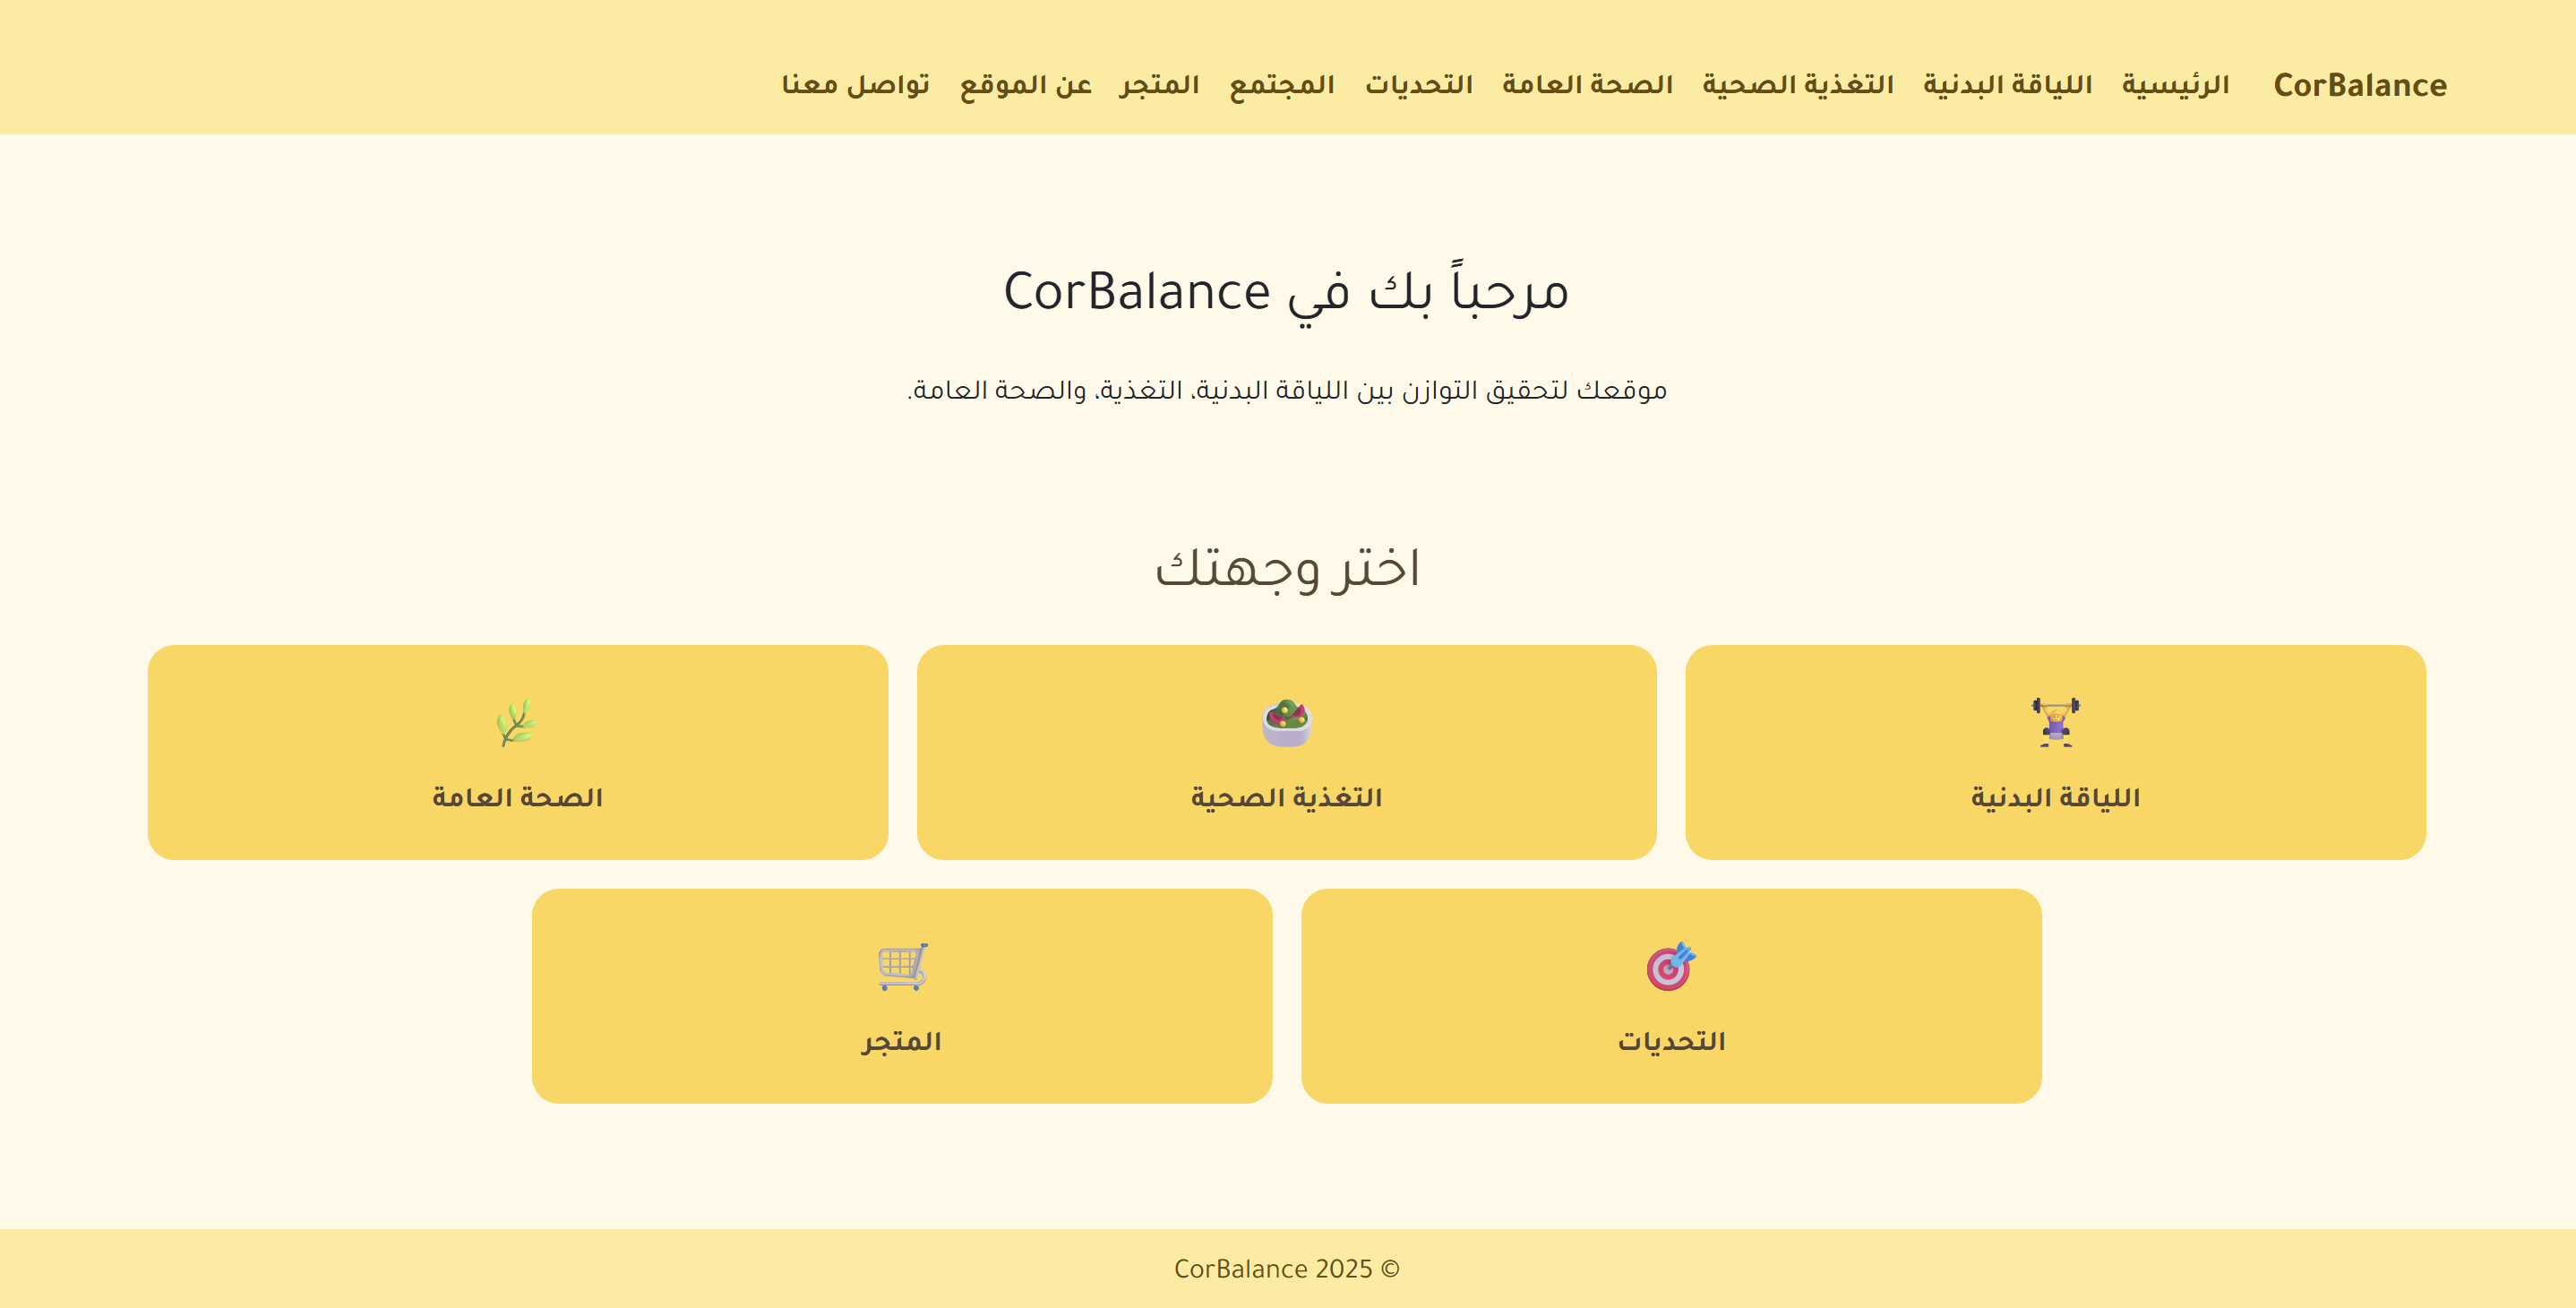 CorBalance الرئيسية اللياقة البدنية التغذية الصحية الصحة العامة التحديات المجتمع المتجر عن الموقع تواصل معنا
مرحباً بك في CorBalance
موقعك لتحقيق التوازن بين اللياقة البدنية، التغذية، والصحة العامة.
اختر وجهتك
اللياقة البدنية
التغذية الصحية
الصحة العامة
التحديات
المتجر
© 2025 CorBalance